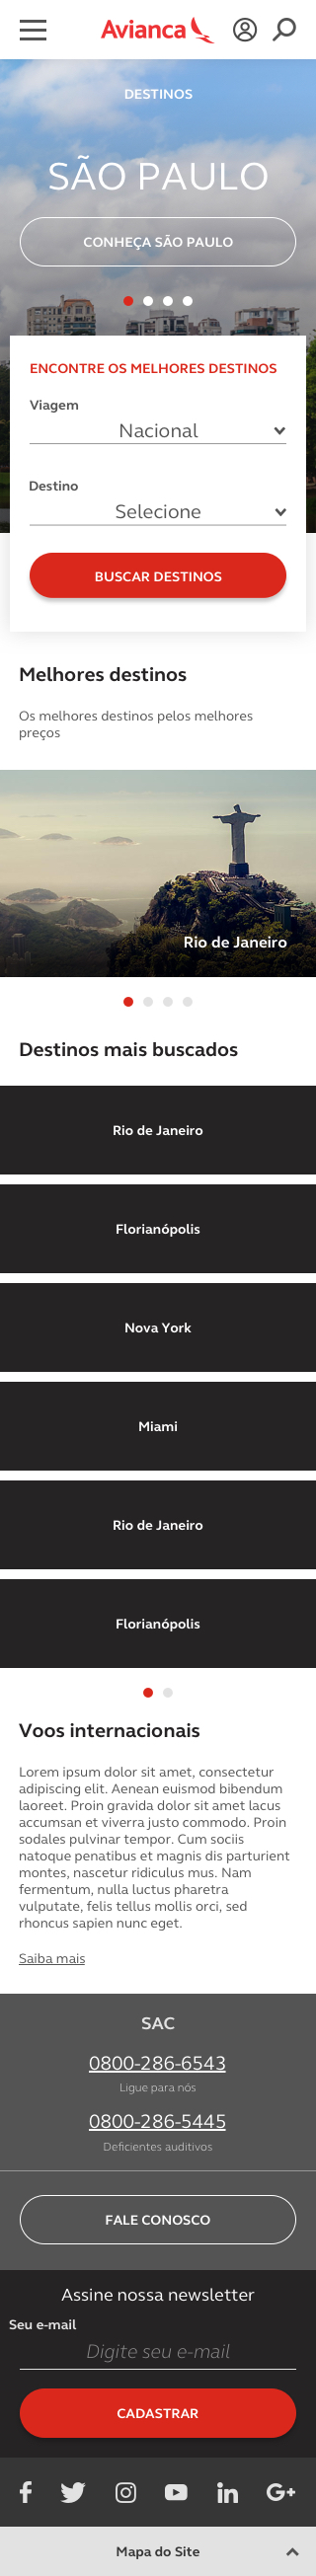 Avianca
DESTINOS
SÃO PAULO
CONHEÇA SÃO PAULO
ENCONTRE OS MELHORES DESTINOS
Viagem
Nacional
Destino
Selecione
BUSCAR DESTINOS
Melhores destinos
Os melhores destinos pelos melhores
preços
Rio de Janeiro
Destinos mais buscados
Rio de Janeiro
Florianópolis
Nova York
Miami
Rio de Janeiro
Florianópolis
Voos internacionais
Lorem ipsum dolor sit amet, consectetur
adipiscing elit. Aenean euismod bibendum
laoreet. Proin gravida dolor sit amet lacus
accumsan et viverra justo commodo. Proin
sodales pulvinar tempor. Cum sociis
natoque penatibus et magnis dis parturient
montes, nascetur ridiculus mus. Nam
fermentum, nulla luctus pharetra
vulputate, felis tellus mollis orci, sed
rhoncus sapien nunc eget.
Saiba mais
SAC
0800-286-6543
Ligue para nós
0800-286-5445
Deficientes auditivos
FALE CONOSCO
Assine nossa newsletter
Seu e-mail
Digite seu e-mail
CADASTRAR
Mapa do Site